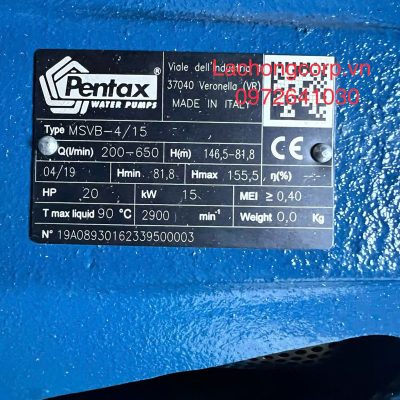 Pentax®
WATER PUMPS
Viale dell'Industria
37040 Veronella (VR)
MADE IN ITALY
Lachongcorp.vn
0972641030
Type MSVB-4/15
Q(l/min) 200-650 H(m) 146,5-81,8
04/19 Hmin 81,8 Hmax 155,5 η(%) -
HP 20 kW 15 MEI ≥ 0,40
T max liquid 90 °C 2900 min⁻¹ Weight 0,0 Kg
N° 19A08930162339500003
CE